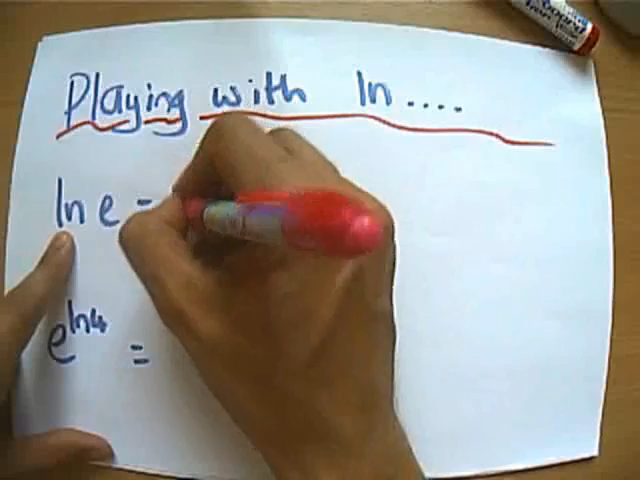 Playing with ln....
ln e =
e^ln4 =